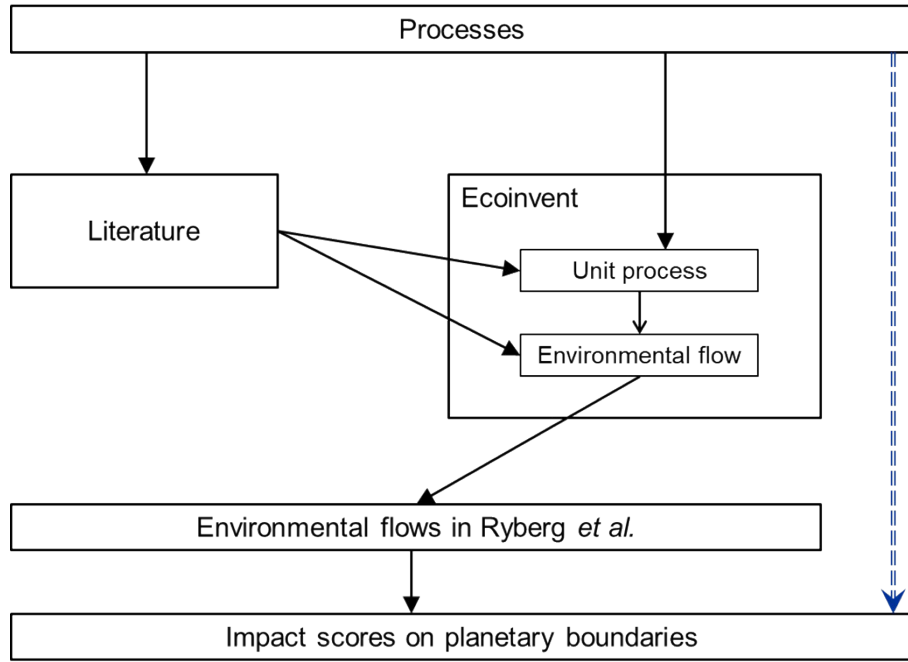 Processes
Literature
Ecoinvent
Unit process
Environmental flow
Environmental flows in Ryberg et al.
Impact scores on planetary boundaries